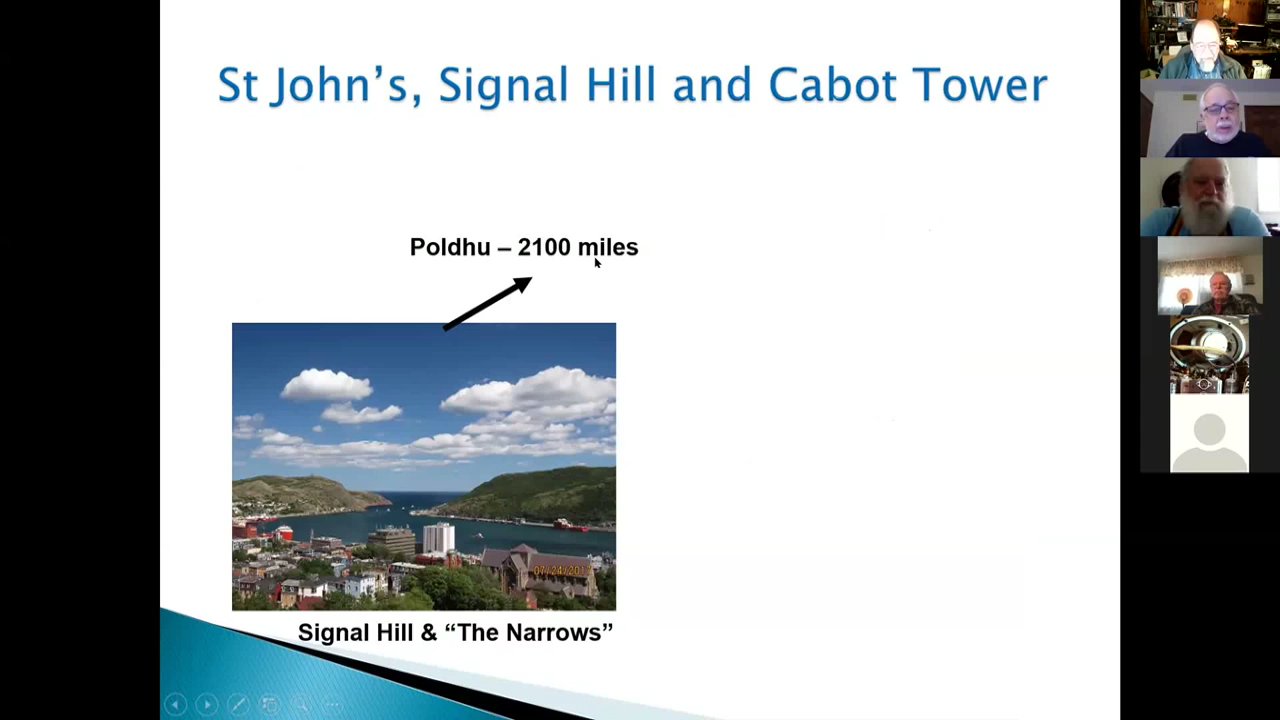 St John’s, Signal Hill and Cabot Tower
Poldhu – 2100 miles
Signal Hill & “The Narrows”